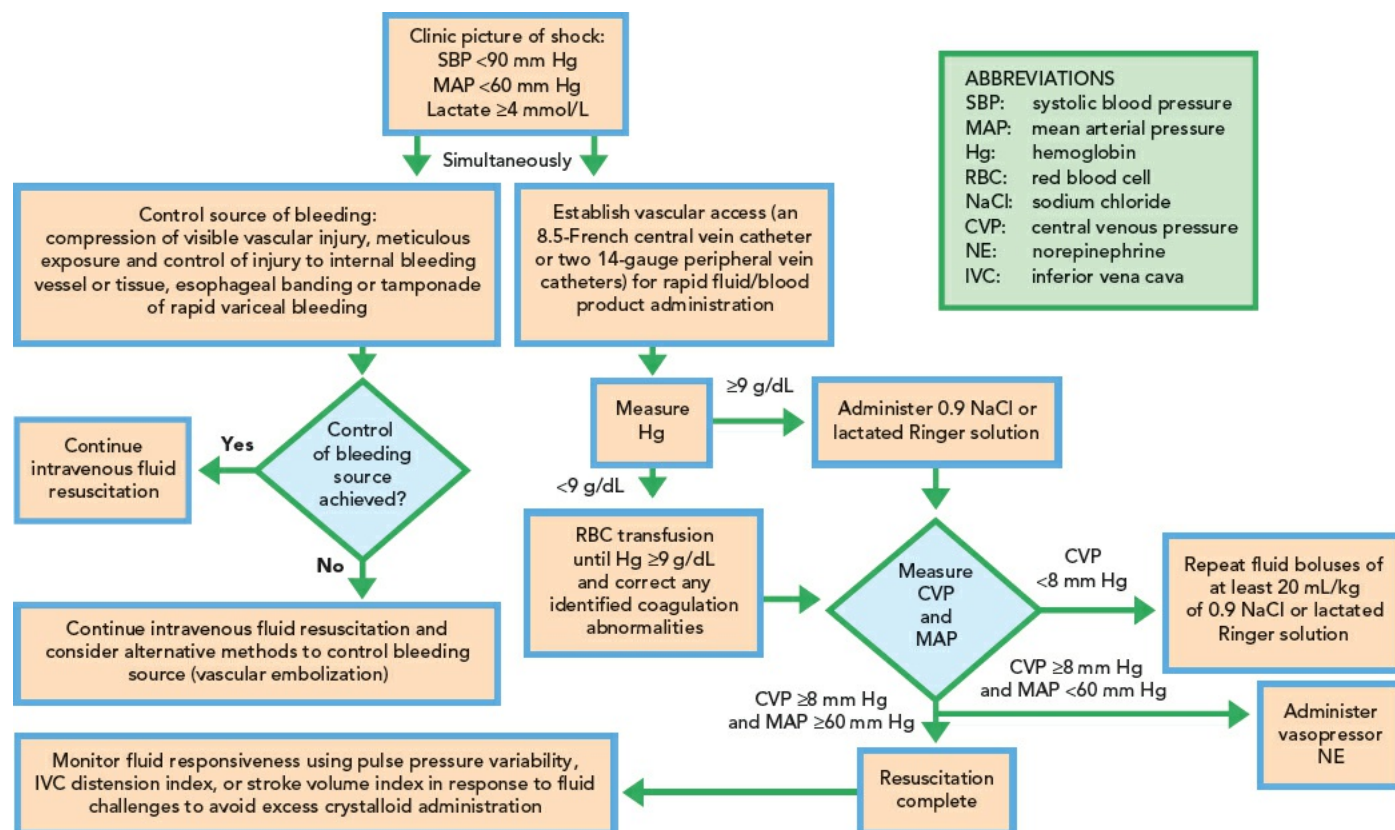 Clinic picture of shock:
SBP <90 mm Hg
MAP <60 mm Hg
Lactate ≥4 mmol/L
ABBREVIATIONS
SBP: systolic blood pressure
MAP: mean arterial pressure
Hg: hemoglobin
RBC: red blood cell
NaCl: sodium chloride
CVP: central venous pressure
NE: norepinephrine
IVC: inferior vena cava
Simultaneously
Control source of bleeding:
compression of visible vascular injury, meticulous
exposure and control of injury to internal bleeding
vessel or tissue, esophageal banding or tamponade
of rapid variceal bleeding
Establish vascular access (an
8.5-French central vein catheter
or two 14-gauge peripheral vein
catheters) for rapid fluid/blood
product administration
Control
of bleeding
source
achieved?
Yes
Continue
intravenous fluid
resuscitation
No
Continue intravenous fluid resuscitation and
consider alternative methods to control bleeding
source (vascular embolization)
Measure
Hg
≥9 g/dL
Administer 0.9 NaCl or
lactated Ringer solution
<9 g/dL
RBC transfusion
until Hg ≥9 g/dL
and correct any
identified coagulation
abnormalities
Measure
CVP
and
MAP
CVP
<8 mm Hg
Repeat fluid boluses of
at least 20 mL/kg
of 0.9 NaCl or lactated
Ringer solution
CVP ≥8 mm Hg
and MAP <60 mm Hg
Administer
vasopressor
NE
CVP ≥8 mm Hg
and MAP ≥60 mm Hg
Resuscitation
complete
Monitor fluid responsiveness using pulse pressure variability,
IVC distension index, or stroke volume index in response to fluid
challenges to avoid excess crystalloid administration